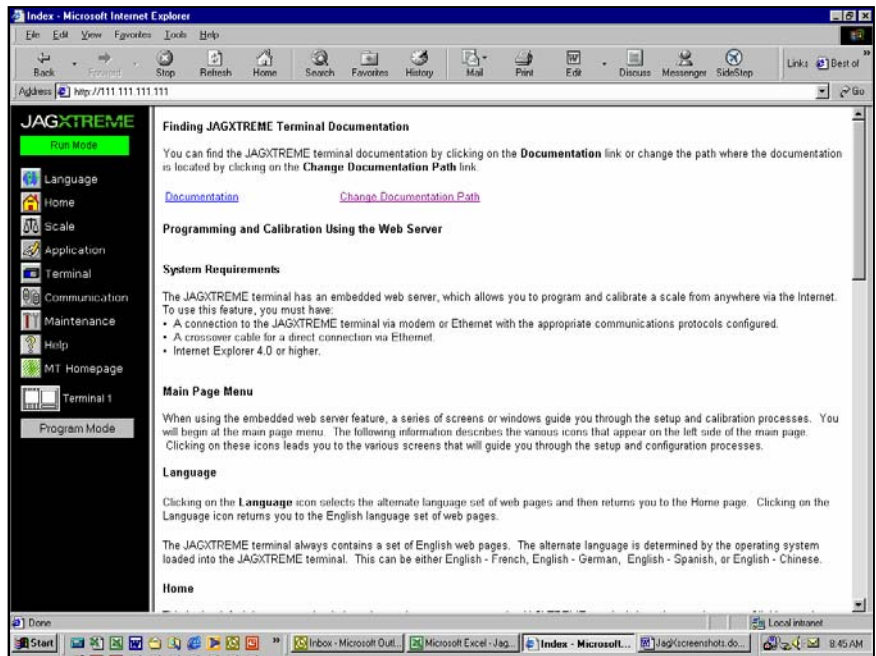 Index - Microsoft Internet Explorer
File Edit View Favorites Tools Help
Back Forward Stop Refresh Home Search Favorites History Mail Print Edit Discuss Messenger SideStep Links Best of
Address http://111.111.111.111 Go
JAGXTREME
Run Mode
Language
Home
Scale
Application
Terminal
Communication
Maintenance
Help
MT Homepage
Terminal 1
Program Mode
Finding JAGXTREME Terminal Documentation
You can find the JAGXTREME terminal documentation by clicking on the Documentation link or change the path where the documentation
is located by clicking on the Change Documentation Path link.
Documentation Change Documentation Path
Programming and Calibration Using the Web Server
System Requirements
The JAGXTREME terminal has an embedded web server, which allows you to program and calibrate a scale from anywhere via the Internet.
To use this feature, you must have:
• A connection to the JAGXTREME terminal via modem or Ethernet with the appropriate communications protocols configured.
• A crossover cable for a direct connection via Ethernet.
• Internet Explorer 4.0 or higher.
Main Page Menu
When using the embedded web server feature, a series of screens or windows guide you through the setup and calibration processes. You
will begin at the main page menu. The following information describes the various icons that appear on the left side of the main page.
Clicking on these icons leads you to the various screens that will guide you through the setup and configuration processes.
Language
Clicking on the Language icon selects the alternate language set of web pages and then returns you to the Home page. Clicking on the
Language icon returns you to the English language set of web pages.
The JAGXTREME terminal always contains a set of English web pages. The alternate language is determined by the operating system
loaded into the JAGXTREME terminal. This can be either English - French, English - German, English - Spanish, or English - Chinese.
Home
Done Local intranet
Start Inbox - Microsoft Outl... Microsoft Excel - Jag... Index - Microsoft... JagXscreenshots.do... 8:45 AM